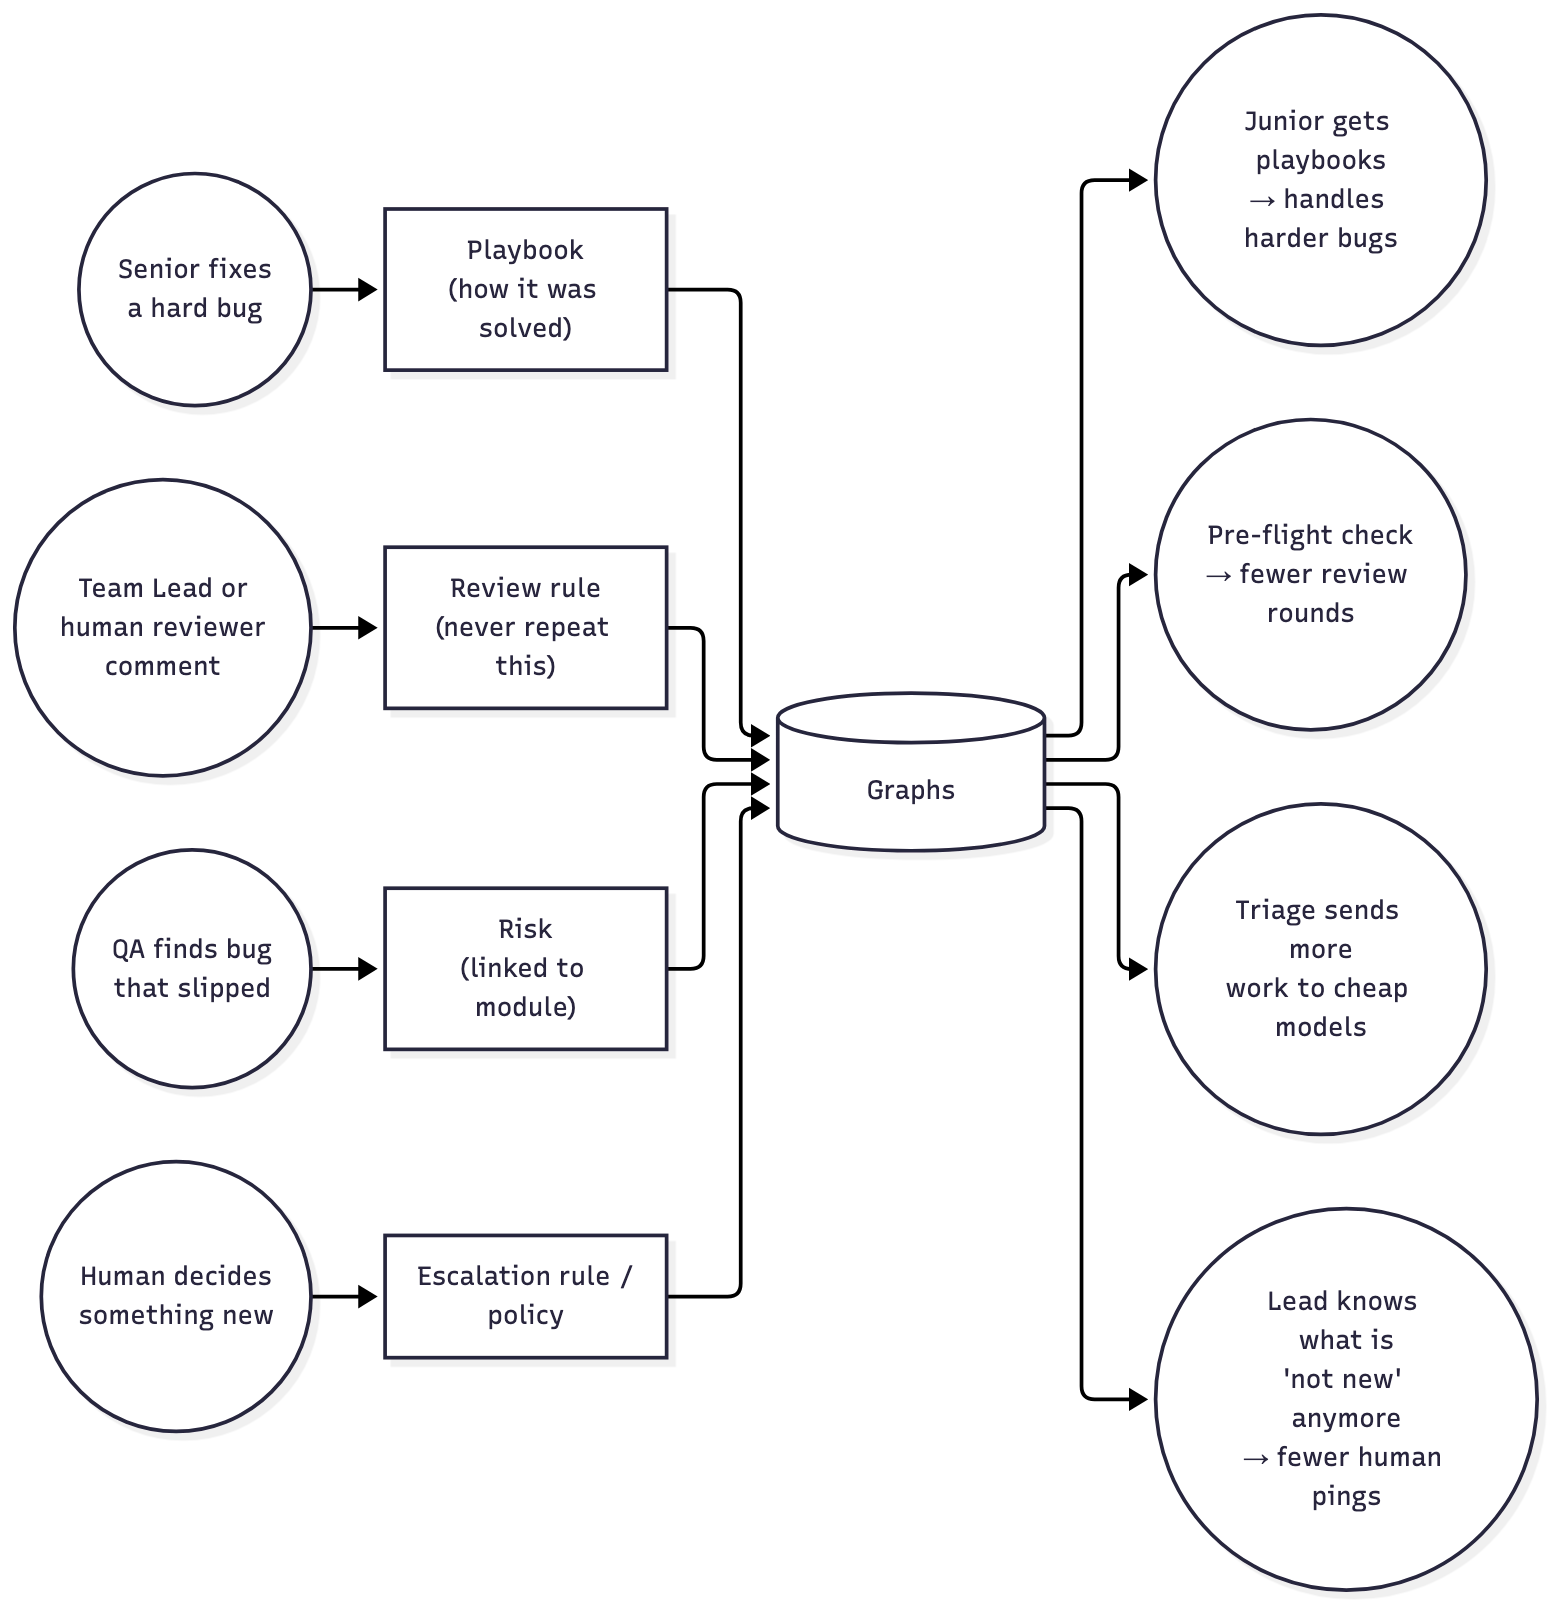 Senior fixes
a hard bug
Playbook
(how it was
solved)
Team Lead or
human reviewer
comment
Review rule
(never repeat
this)
QA finds bug
that slipped
Risk
(linked to
module)
Human decides
something new
Escalation rule /
policy
Graphs
Junior gets
playbooks
→ handles
harder bugs
Pre-flight check
→ fewer review
rounds
Triage sends
more
work to cheap
models
Lead knows
what is
'not new'
anymore
→ fewer human
pings